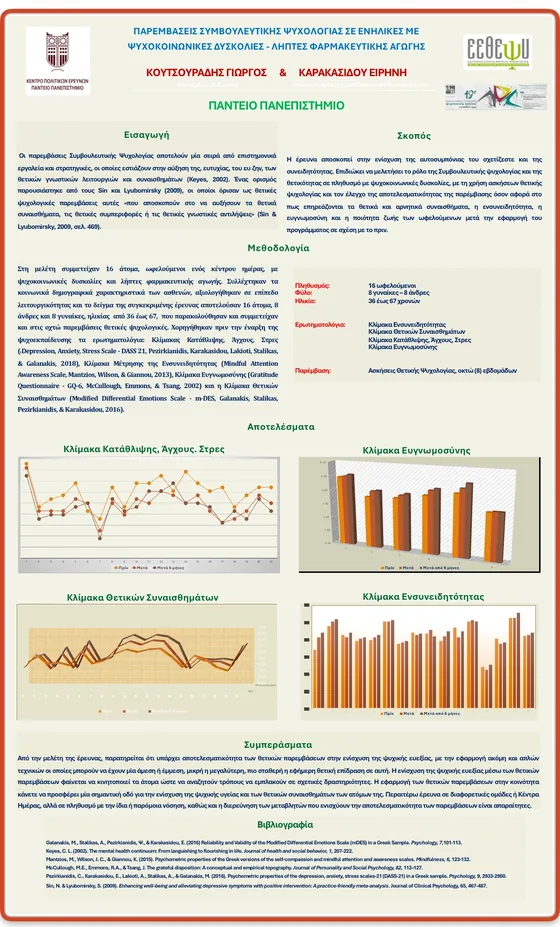 ΠΑΡΕΜΒΑΣΕΙΣ ΣΥΜΒΟΥΛΕΥΤΙΚΗΣ ΨΥΧΟΛΟΓΙΑΣ ΣΕ ΕΝΗΛΙΚΕΣ ΜΕ
ΨΥΧΟΚΟΙΝΩΝΙΚΕΣ ΔΥΣΚΟΛΙΕΣ - ΛΗΠΤΕΣ ΦΑΡΜΑΚΕΥΤΙΚΗΣ ΑΓΩΓΗΣ
ΚΕΝΤΡΟ ΠΟΛΙΤΙΚΩΝ ΕΡΕΥΝΩΝ
ΠΑΝΤΕΙΟ ΠΑΝΕΠΙΣΤΗΜΙΟ
ΚΟΥΤΣΟΥΡΑΔΗΣ ΓΙΩΡΓΟΣ & ΚΑΡΑΚΑΣΙΔΟΥ ΕΙΡΗΝΗ
ΠΑΝΤΕΙΟ ΠΑΝΕΠΙΣΤΗΜΙΟ
Εισαγωγή
Οι παρεμβάσεις Συμβουλευτικής Ψυχολογίας αποτελούν μία σειρά από επιστημονικά
εργαλεία και στρατηγικές, οι οποίες εστιάζουν στην αύξηση της, ευτυχίας, του ευ ζην, των
θετικών γνωστικών λειτουργιών και συναισθημάτων (Keyes, 2002). Ένας ορισμός
παρουσιάστηκε από τους Sin και Lyubomirsky (2009), οι οποίοι όρισαν ως θετικές
ψυχολογικές παρεμβάσεις αυτές «που αποσκοπούν στο να αυξήσουν τα θετικά
συναισθήματα, τις θετικές συμπεριφορές ή τις θετικές γνωστικές αντιλήψεις» (Sin &
Lyubomirsky, 2009, σελ. 469).
Σκοπός
Η έρευνα αποσκοπεί στην ενίσχυση της αυτοσυμπόνιας του σχετίζεστε και της
συνειδητότητας. Επιδιώκει να μελετήσει το ρόλο της Συμβουλευτικής ψυχολογίας και της
θετικότητας σε πληθυσμό με ψυχοκοινωνικές δυσκολίες, με τη χρήση ασκήσεων θετικής
ψυχολογίας και τον έλεγχο της αποτελεσματικότητας της παρέμβασης όσον αφορά στο
πως επηρεάζονται τα θετικά και αρνητικά συναισθήματα, η ενσυνειδητότητα, η
ευγνωμοσύνη και η ποιότητα ζωής των ωφελούμενων μετά την εφαρμογή του
προγράμματος σε σχέση με το πριν.
Μεθοδολογία
Στη μελέτη συμμετείχαν 16 άτομα, ωφελούμενοι ενός κέντρου ημέρας, με
ψυχοκοινωνικές δυσκολίες και λήπτες φαρμακευτικής αγωγής. Συλλέχτηκαν τα
κοινωνικά δημογραφικά χαρακτηριστικά των ασθενών, αξιολογήθηκαν σε επίπεδο
λειτουργικότητας και το δείγμα της συγκεκριμένης έρευνας αποτελούσαν 16 άτομα, 8
άνδρες και 8 γυναίκες, ηλικίας από 36 έως 67, που παρακολούθησαν και συμμετείχαν
και στις οχτώ παρεμβάσεις θετικής ψυχολογίας. Χορηγήθηκαν πριν την έναρξη της
ψυχοεκπαίδευσης τα ερωτηματολόγια: Κλίμακας Κατάθλιψης, Άγχους, Στρες
(.Depression, Anxiety, Stress Scale - DASS 21, Pezirkianidis, Karakasidou, Lakioti, Stalikas,
& Galanakis, 2018), Κλίμακα Μέτρησης της Ενσυνειδητότητας (Mindful Attention
Awareness Scale, Mantzios, Wilson, & Giannou, 2013), Κλίμακα Ευγνωμοσύνης (Gratitude
Questionnaire - GQ-6, McCullough, Emmons, & Tsang, 2002) και η Κλίμακα Θετικών
Συναισθημάτων (Modified Differential Emotions Scale - m-DES, Galanakis, Stalikas,
Pezirkianidis, & Karakasidou, 2016).
Πληθυσμός: 16 ωφελούμενοι
Φύλο: 8 γυναίκες – 8 άνδρες
Ηλικία: 36 έως 67 χρονών
Ερωτηματολόγια: Κλίμακα Ενσυνειδητότητας
Κλίμακα Θετικών Συναισθημάτων
Κλίμακα Κατάθλιψης, Άγχους, Στρες
Κλίμακα Ευγνωμοσύνης
Παρέμβαση: Ασκήσεις Θετικής Ψυχολογίας, οκτώ (8) εβδομάδων
Αποτελέσματα
Κλίμακα Κατάθλιψης, Άγχους. Στρες
Πριν Μετά Μετά 6 μήνες
Κλίμακα Ευγνωμοσύνης
Πριν Μετά Μετά από 6 μήνες
Κλίμακα Θετικών Συναισθημάτων
Κλίμακα Ενσυνειδητότητας
Πριν Μετά Μετά από 6 μήνες
Συμπεράσματα
Από την μελέτη της έρευνας, παρατηρείται ότι υπάρχει αποτελεσματικότητα των θετικών παρεμβάσεων στην ενίσχυση της ψυχικής ευεξίας, με την εφαρμογή ακόμη και απλών
τεχνικών οι οποίες μπορούν να έχουν μία άμεση ή έμμεση, μικρή η μεγαλύτερη, πιο σταθερή η εφήμερη θετική επίδραση σε αυτή. Η ενίσχυση της ψυχικής ευεξίας μέσω των θετικών
παρεμβάσεων φαίνεται να κινητοποιεί τα άτομα ώστε να αναζητούν τρόπους να εμπλακούν σε σχετικές δραστηριότητες. Η εφαρμογή των θετικών παρεμβάσεων στην κοινότητα
κάνετε να προσφέρει μία σημαντική οδό για την ενίσχυση της ψυχικής υγείας και των θετικών συναισθημάτων των ατόμων της. Περαιτέρω έρευνα σε διαφορετικές ομάδες ή Κέντρα
Ημέρας, αλλά σε πληθυσμό με την ίδια ή παρόμοια νόσηση, καθώς και η διερεύνηση των μεταβλητών που ενισχύουν την αποτελεσματικότητα των παρεμβάσεων είναι απαραίτητες.
Βιβλιογραφία
Galanakis, M., Stalikas, A., Pezirkianidis, W., & Karakasidou, E. (2016) Reliability and Validity of the Modified Differential Emotions Scale (mDES) in a Greek Sample. Psychology, 7,101-113.
Keyes, C. L. (2002). The mental health continuum: From languishing to flourishing in life. Journal of health and social behavior, 1, 207-222.
Mantzios, M., Wilson, J. C., & Giannou, K. (2015). Psychometric properties of the Greek versions of the self-compassion and mindful attention and awareness scales. Mindfulness, 6, 123-132.
McCullough, M.E., Emmons, R.A., & Tsang, J. The grateful disposition: A conceptual and empirical topography. Journal of Personality and Social Psychology, 82, 112–127.
Pezirkianidis, C., Karakasidou, E., Lakioti, A., Stalikas, A., & Galanakis, M. (2018). Psychometric properties of the depression, anxiety, stress scales-21 (DASS-21) in a Greek sample. Psychology, 9, 2933-2950.
Sin, N. & Lyubomirsky, S. (2009). Enhancing well-being and alleviating depressive symptoms with positive intervention: A practice-friendly meta-analysis. Journal of Clinical Psychology, 65, 467-487.